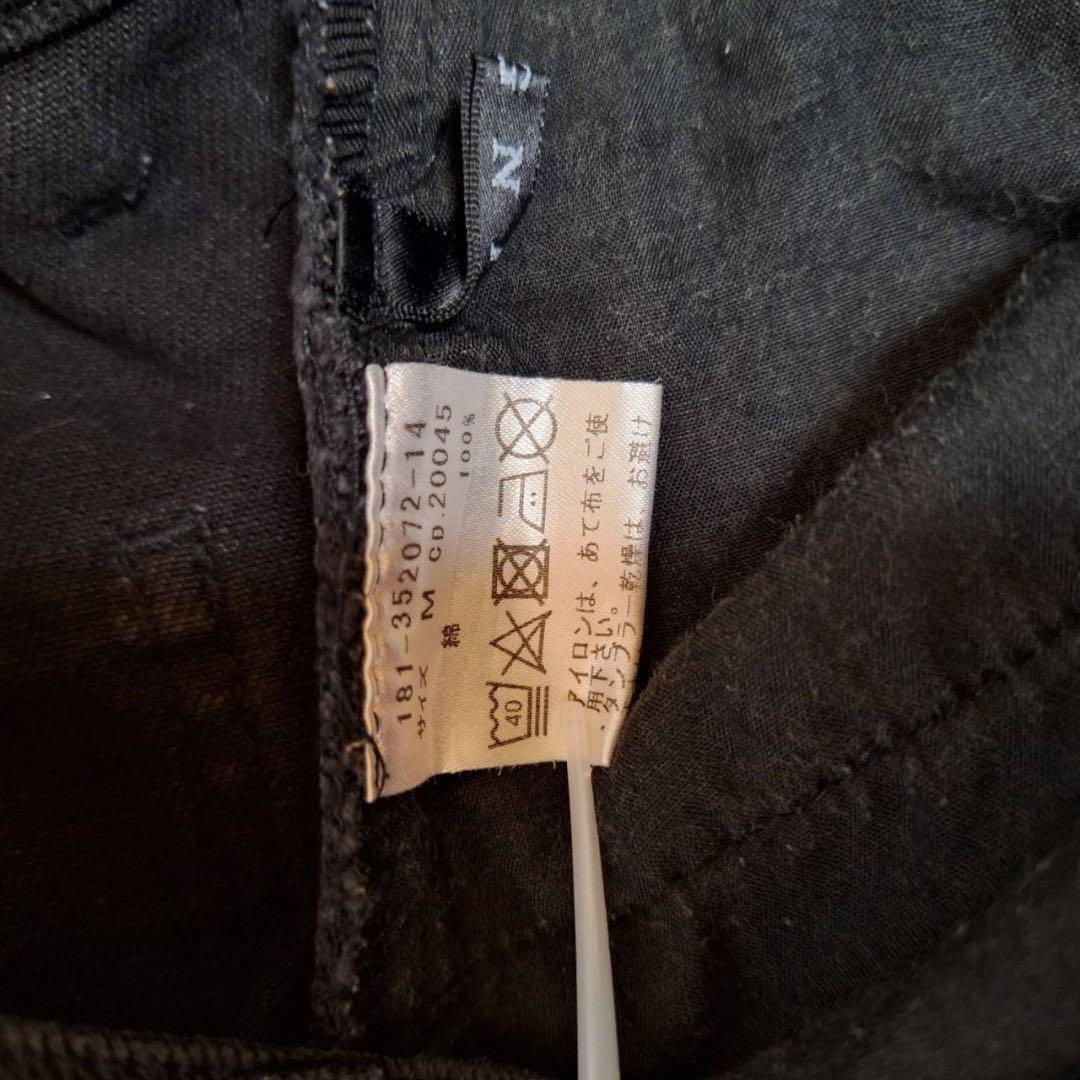 N
181-352072-14
サイズ M CD.20045
綿 100%
40
アイロンは、あて布をご使
用下さい。
・タンブラー乾燥は お避け